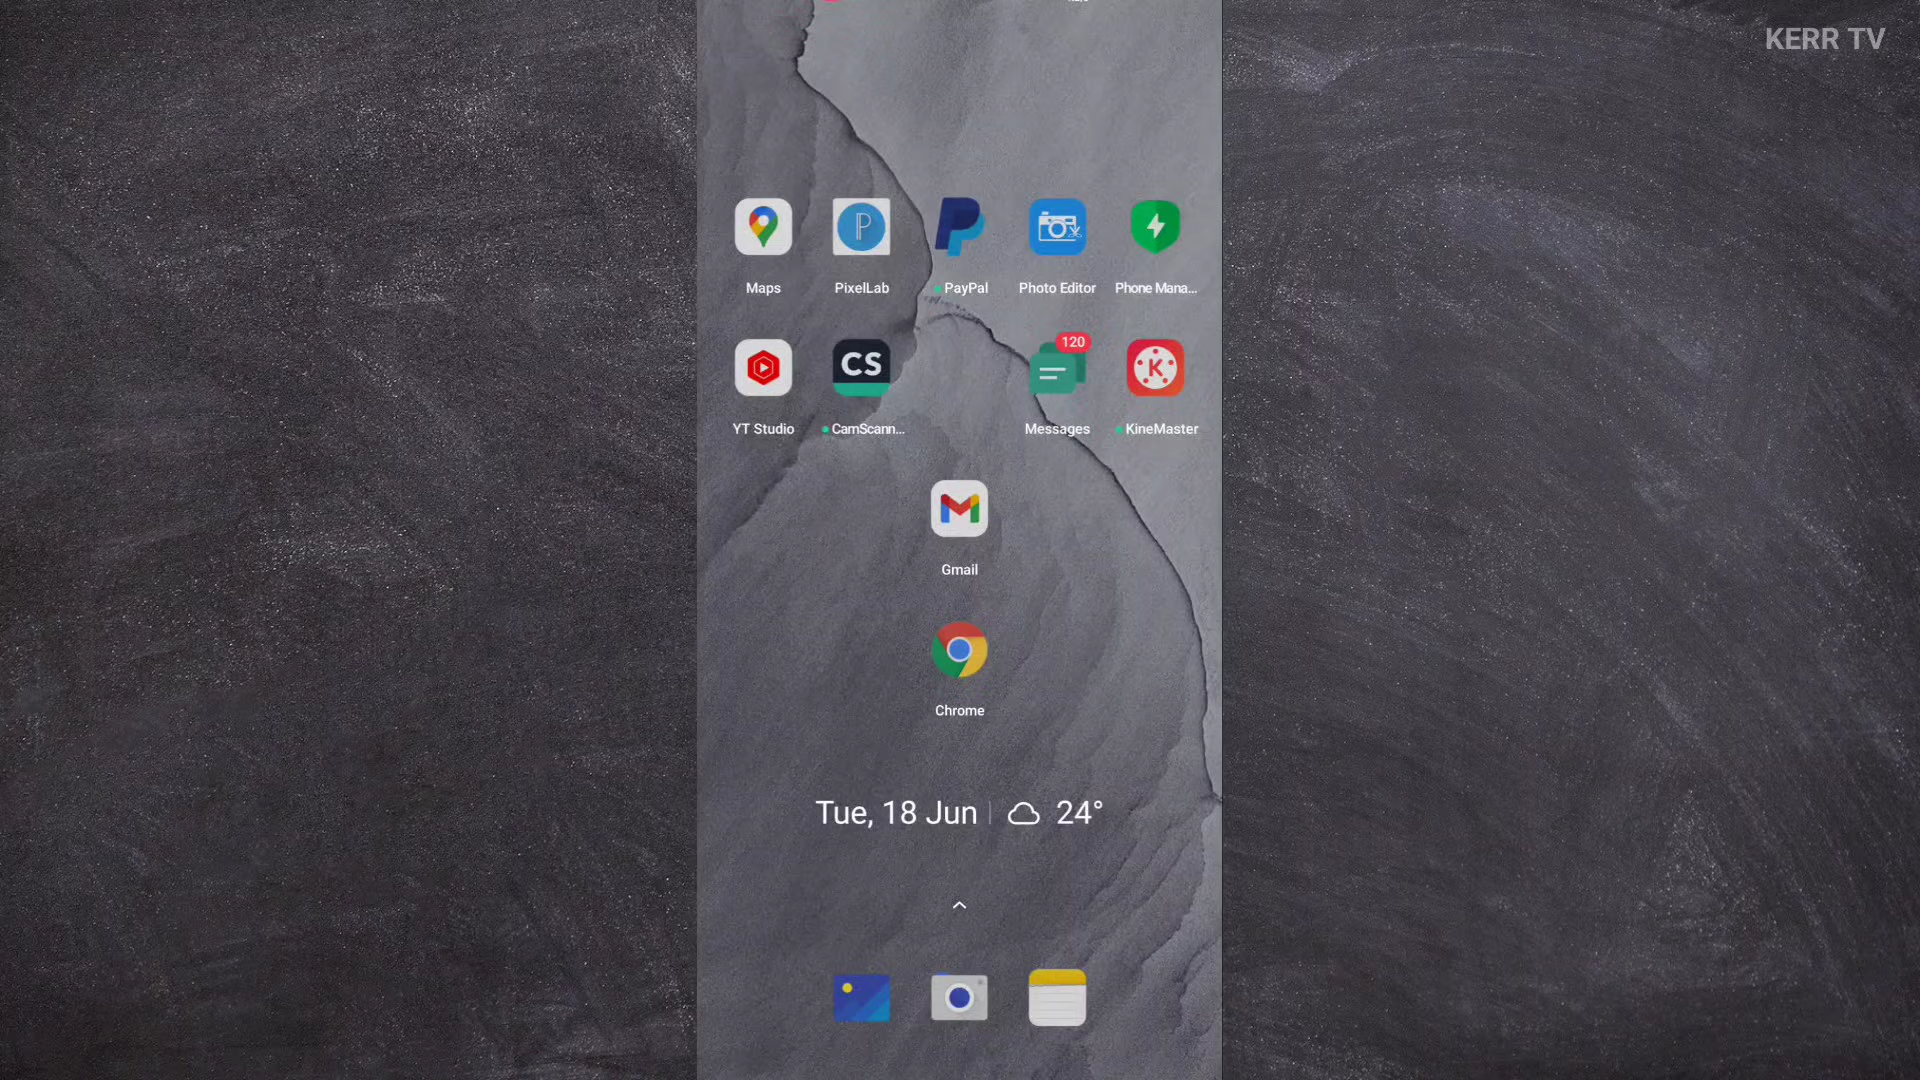 KERR TV
Maps
PixelLab
PayPal
Photo Editor
Phone Mana...
CS
120
K
YT Studio
CamScann...
Messages
KineMaster
Gmail
Chrome
Tue, 18 Jun 24°